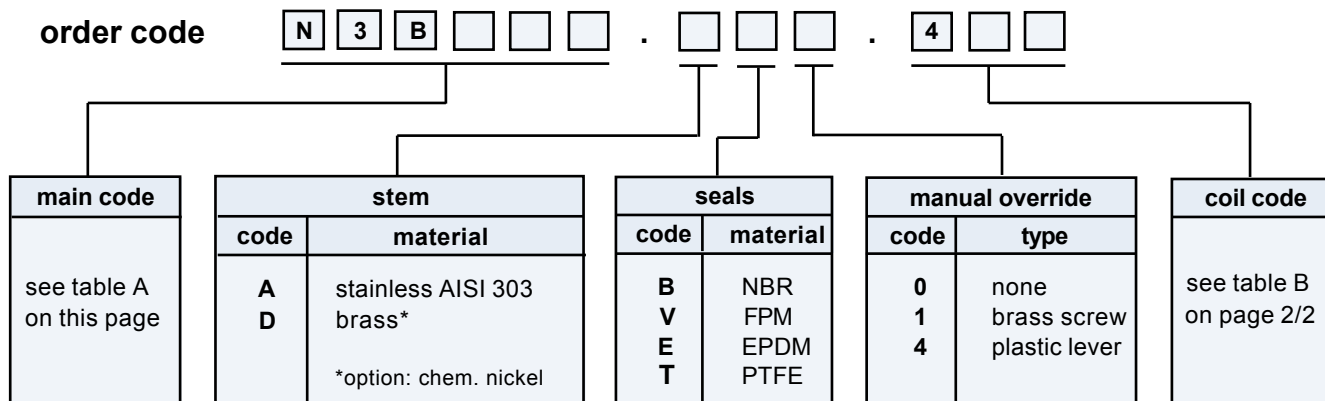 order code N 3 B . . 4
main code
see table A
on this page
stem
code material
A stainless AISI 303
D brass*
*option: chem. nickel
seals
code material
B NBR
V FPM
E EPDM
T PTFE
manual override
code type
0 none
1 brass screw
4 plastic lever
coil code
see table B
on page 2/2